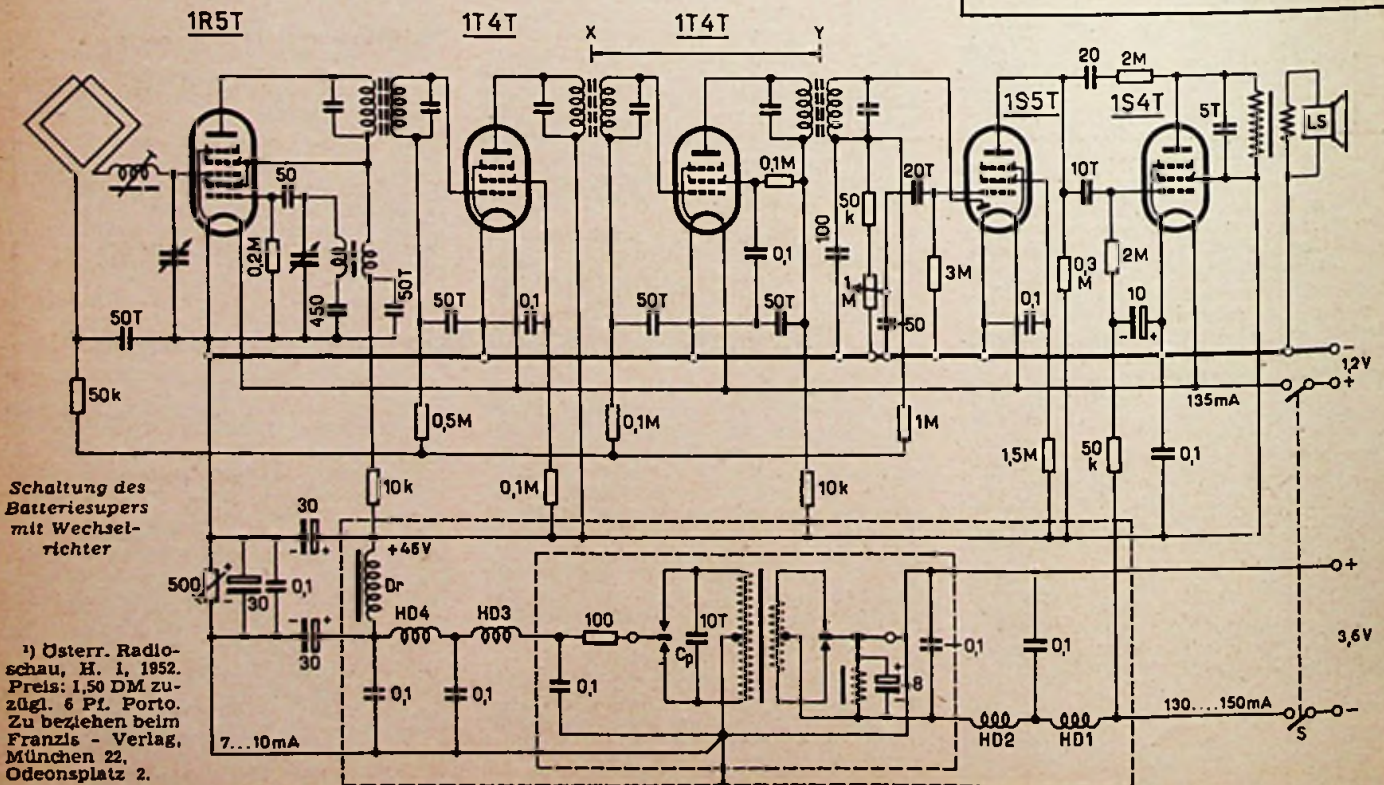 1R5T
1T4T
X
Y
1T4T
1S5T
1S4T
20
2M
5T
LS
50
0,2M
450
50T
50T
50k
50T
0,1
50T
0,1M
0,1
50T
100
50
k
1
M
50
20T
3M
0,1
10T
0,3
M
2M
10
- +
-
1,2V
+
135mA
0,5M
0,1M
1M
10k
0,1M
10k
1,5M
50
k
0,1
Schaltung des
Batteriesupers
mit Wechsel-
richter
500
30
0,1
30
30
+45V
Dr
HD4
HD3
100
10T
Cp
8
0,1
0,1
0,1
0,1
0,1
+
3,6V
-
HD2
HD1
130....150mA
S
7...10mA
¹) Österr. Radio-
schau, H. 1, 1952.
Preis: 1,50 DM zu-
zügl. 6 Pf. Porto.
Zu beziehen beim
Franzis - Verlag,
München 22,
Odeonsplatz 2.